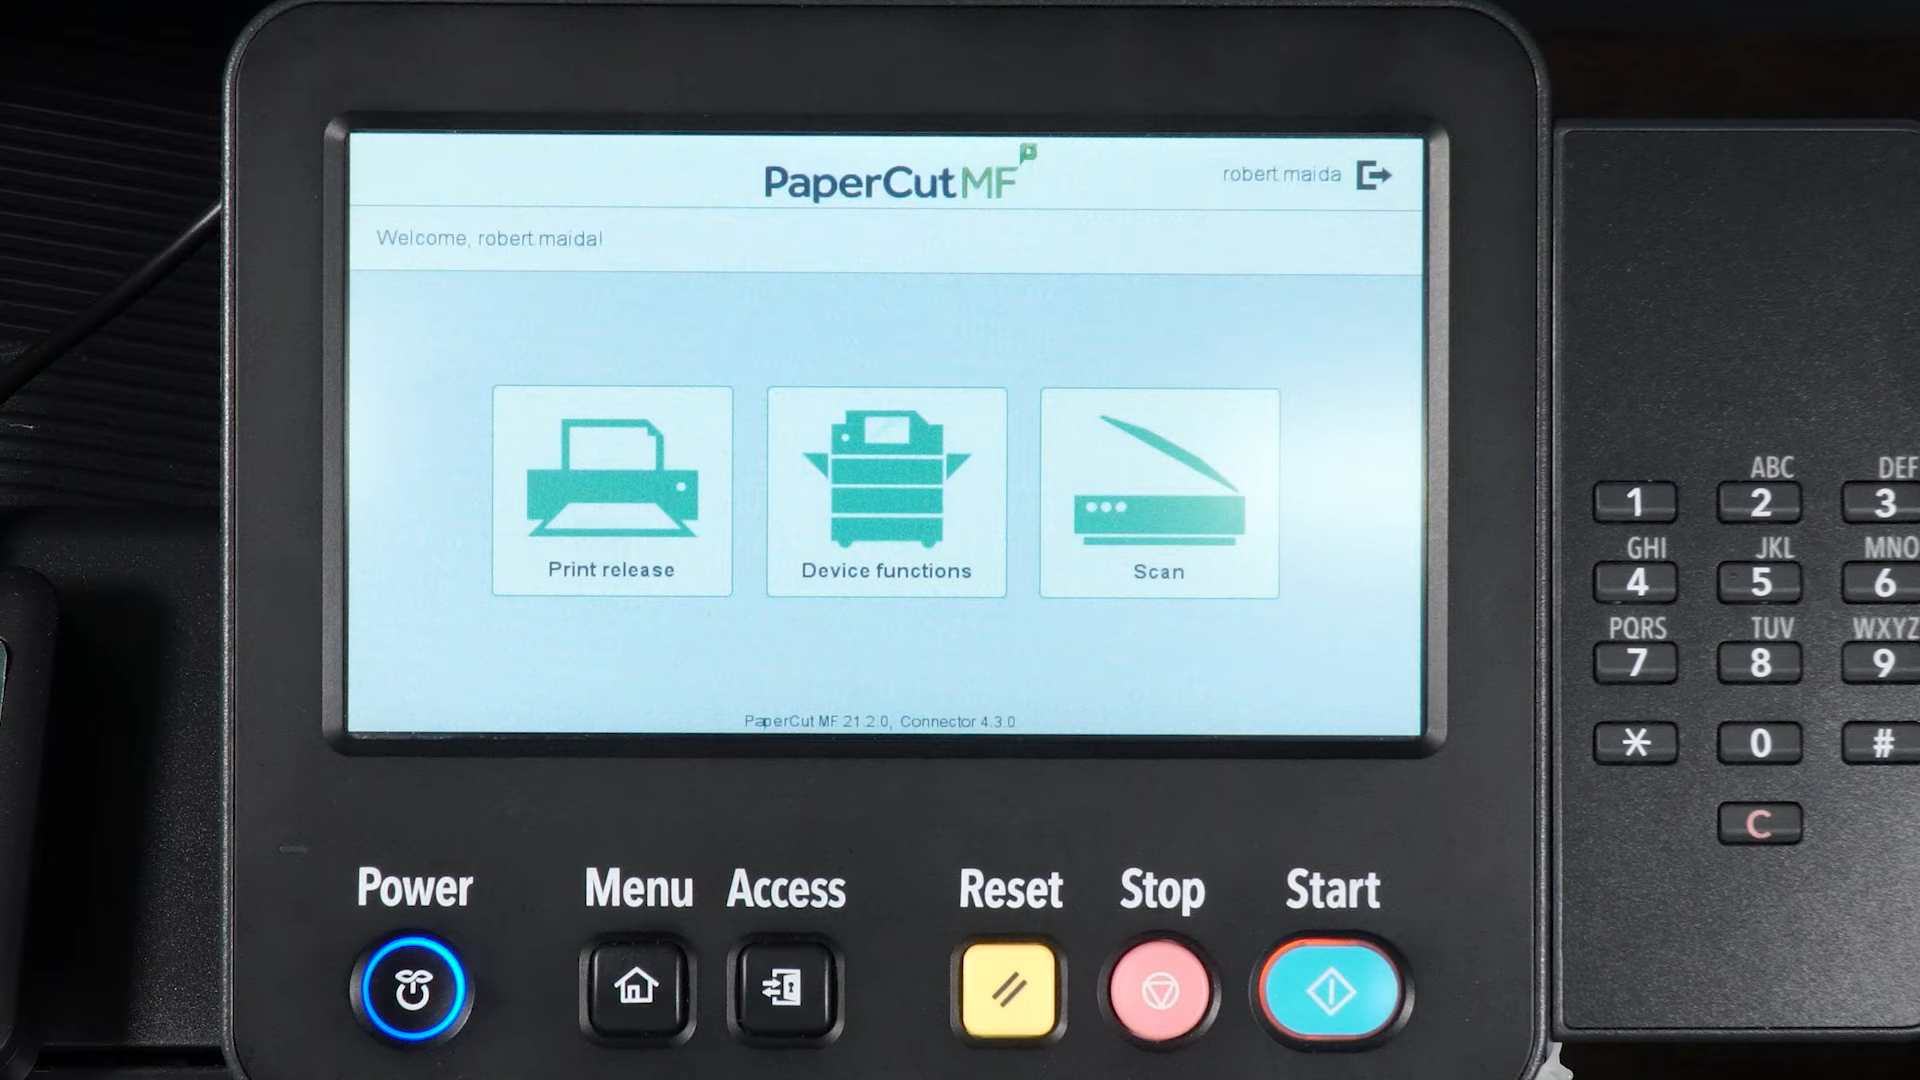 PaperCutMF
robert.maida
Welcome, robert.maida!
Print release
Device functions
Scan
PaperCut MF 21.2.0, Connector 4.3.0
ABC DEF
1 2 3
GHI JKL MNO
4 5 6
PQRS TUV WXYZ
7 8 9
* 0 #
C
Power Menu Access Reset Stop Start